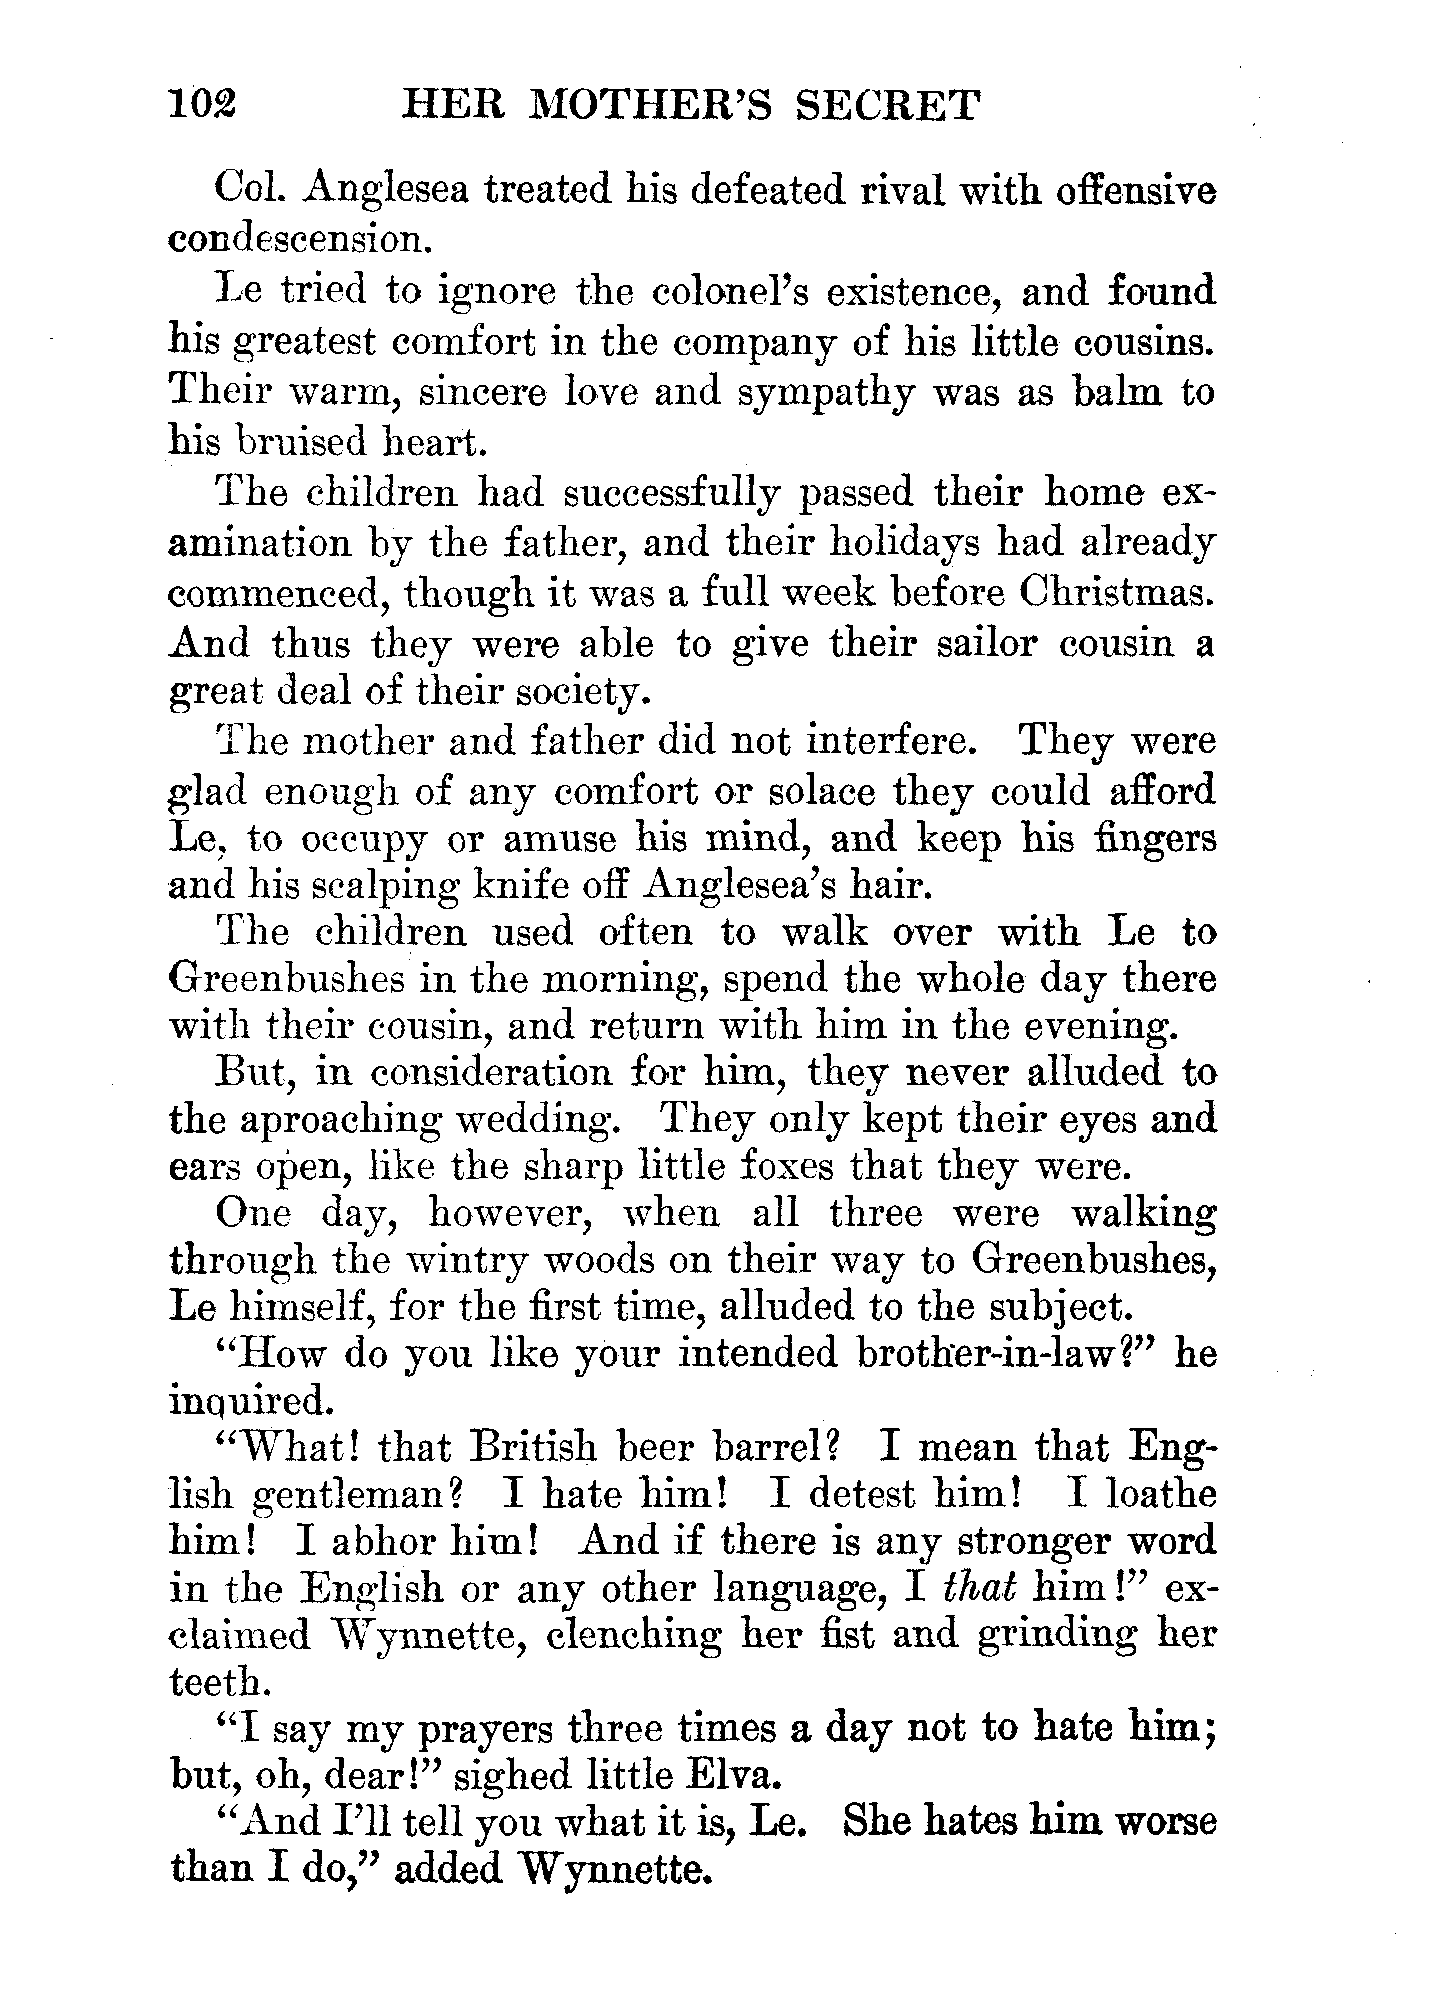 102 HER MOTHER'S SECRET
Col. Anglesea treated his defeated rival with offensive
condescension.
Le tried to ignore the colonel's existence, and found
his greatest comfort in the company of his little cousins.
Their warm, sincere love and sympathy was as balm to
his bruised heart.
The children had successfully passed their home ex-
amination by the father, and their holidays had already
commenced, though it was a full week before Christmas.
And thus they were able to give their sailor cousin a
great deal of their society.
The mother and father did not interfere. They were
glad enough of any comfort or solace they could afford
Le, to occupy or amuse his mind, and keep his fingers
and his scalping knife off Anglesea's hair.
The children used often to walk over with Le to
Greenbushes in the morning, spend the whole day there
with their cousin, and return with him in the evening.
But, in consideration for him, they never alluded to
the aproaching wedding. They only kept their eyes and
ears open, like the sharp little foxes that they were.
One day, however, when all three were walking
through the wintry woods on their way to Greenbushes,
Le himself, for the first time, alluded to the subject.
"How do you like your intended brother-in-law?" he
inquired.
"What! that British beer barrel? I mean that Eng-
lish gentleman? I hate him! I detest him! I loathe
him! I abhor him! And if there is any stronger word
in the English or any other language, I that him!" ex-
claimed Wynnette, clenching her fist and grinding her
teeth.
"I say my prayers three times a day not to hate him;
but, oh, dear!" sighed little Elva.
"And I'll tell you what it is, Le. She hates him worse
than I do," added Wynnette.